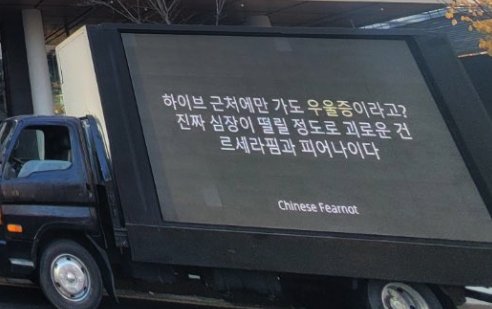 하이브 근처에만 가도 우울증이라고?
진짜 심장이 떨릴 정도로 괴로운 건
르세라핌과 피어나이다
Chinese Fearnot